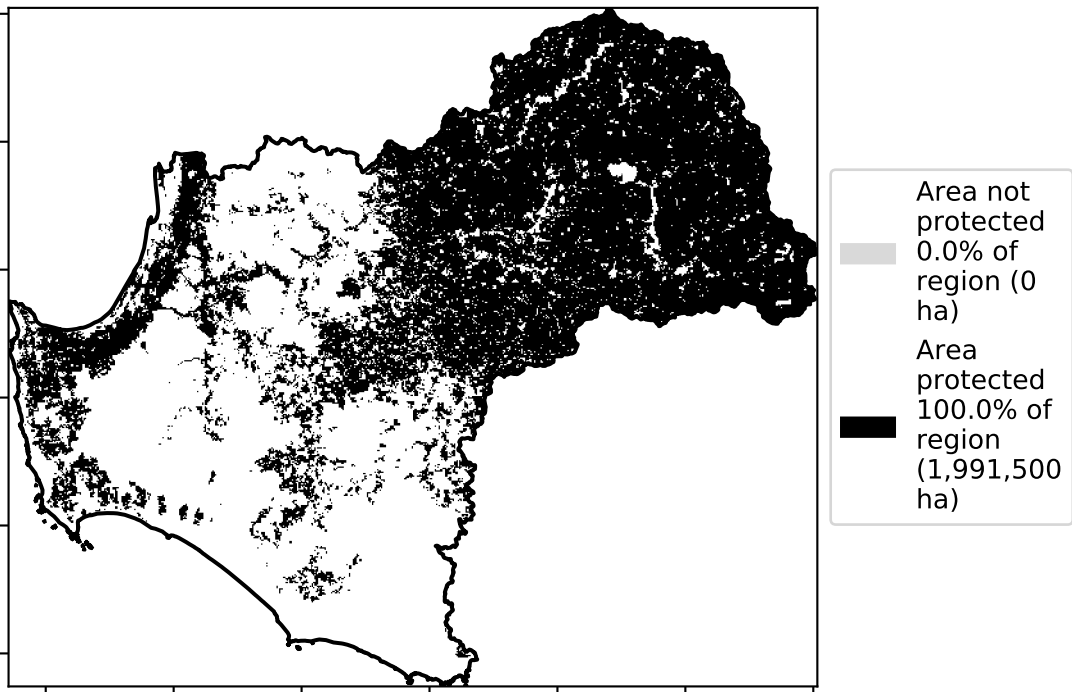 Area not
protected
0.0% of
region (0
ha)
Area
protected
100.0% of
region
(1,991,500
ha)